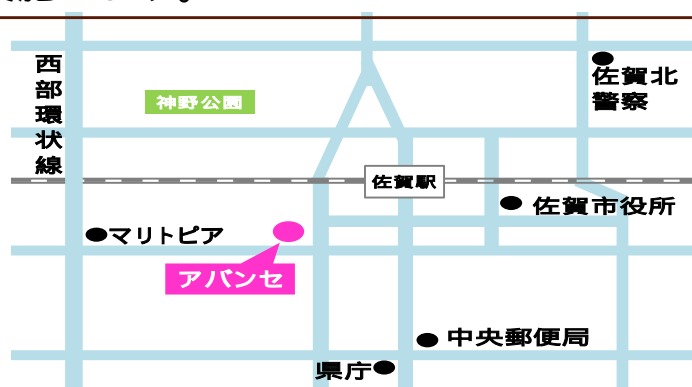 西部環状線
神野公園
佐賀北
警察
佐賀駅
佐賀市役所
マリトピア
アバンセ
中央郵便局
県庁